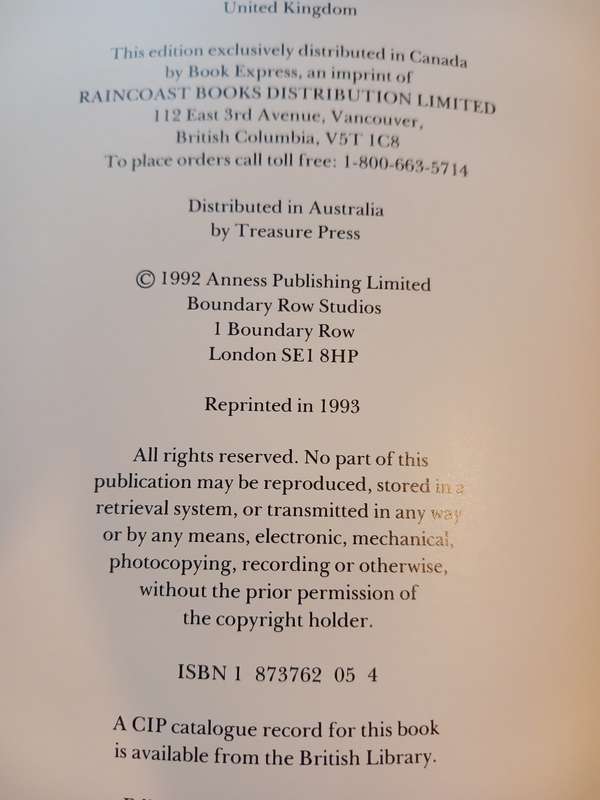 United Kingdom
This edition exclusively distributed in Canada
by Book Express, an imprint of
RAINCOAST BOOKS DISTRIBUTION LIMITED
112 East 3rd Avenue, Vancouver,
British Columbia, V5T 1C8
To place orders call toll free: 1-800-663-5714
Distributed in Australia
by Treasure Press
© 1992 Anness Publishing Limited
Boundary Row Studios
1 Boundary Row
London SE1 8HP
Reprinted in 1993
All rights reserved. No part of this
publication may be reproduced, stored in a
retrieval system, or transmitted in any way
or by any means, electronic, mechanical,
photocopying, recording or otherwise,
without the prior permission of
the copyright holder.
ISBN 1 873762 05 4
A CIP catalogue record for this book
is available from the British Library.